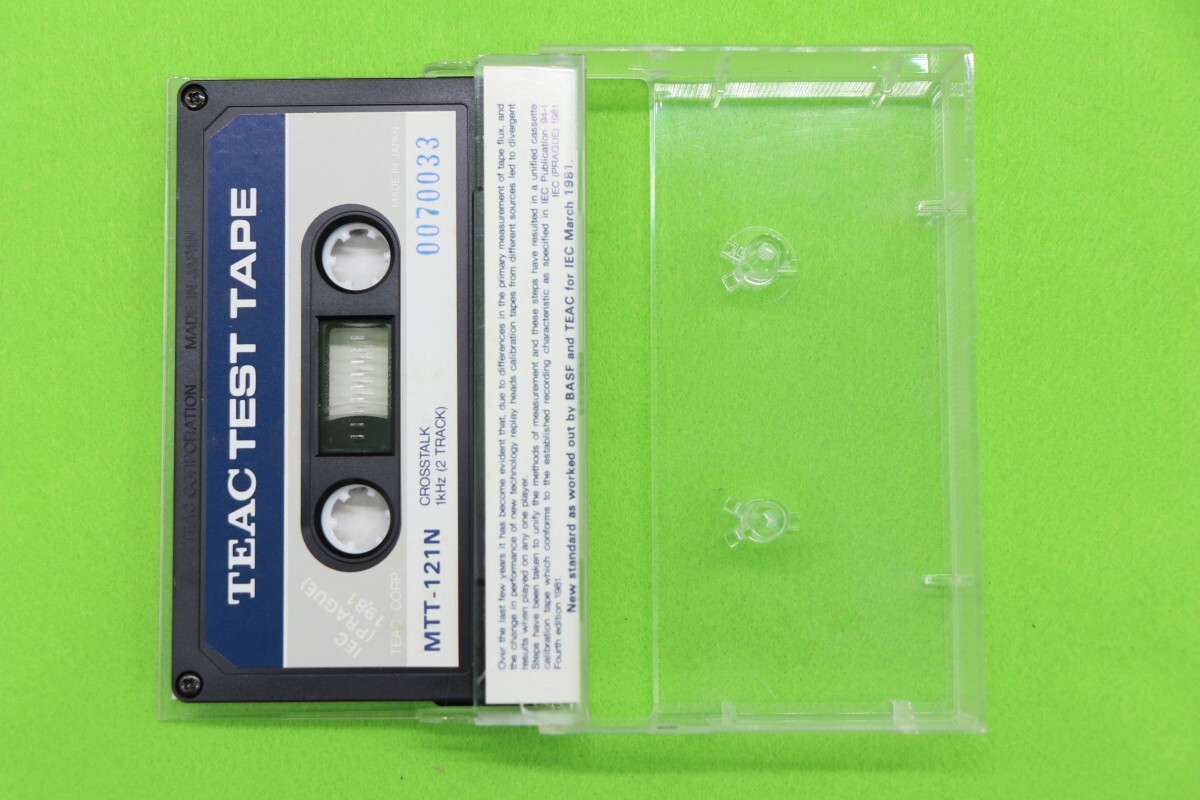 TEAC CORPORATION MADE IN JAPAN
TEAC TEST TAPE
IEC
(PRAGUE)
1981
TEAC CORP. MADE IN JAPAN
MTT-121N
CROSSTALK
1kHz (2 TRACK)
0070033
Over the last few years it has become evident that, due to differences in the primary measurement of tape flux, and
the change in performance of new technology replay heads calibration tapes from different sources led to divergent
results when played on any one player.
Steps have been taken to unify the methods of measurement and these steps have resulted in a unified cassette
calibration tape which conforms to the established recording characteristic as specified in IEC Publication 94-1
Fourth edition 1981. IEC (PRAGUE) 1981
New standard as worked out by BASF and TEAC for IEC March 1981.